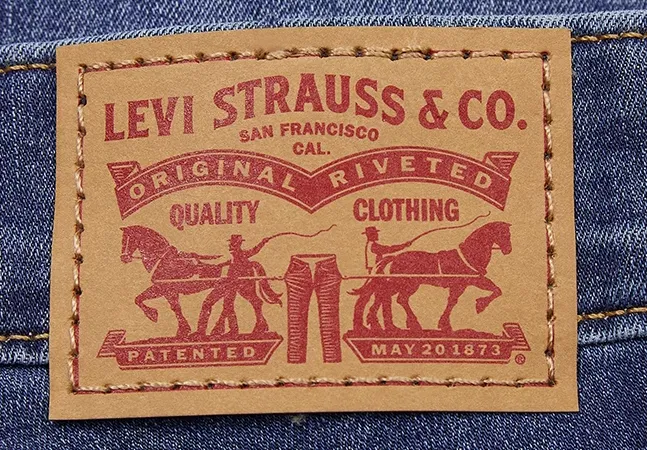 LEVI STRAUSS & CO.
SAN FRANCISCO
CAL.
ORIGINAL RIVETED
QUALITY CLOTHING
PATENTED MAY 20 1873 ®